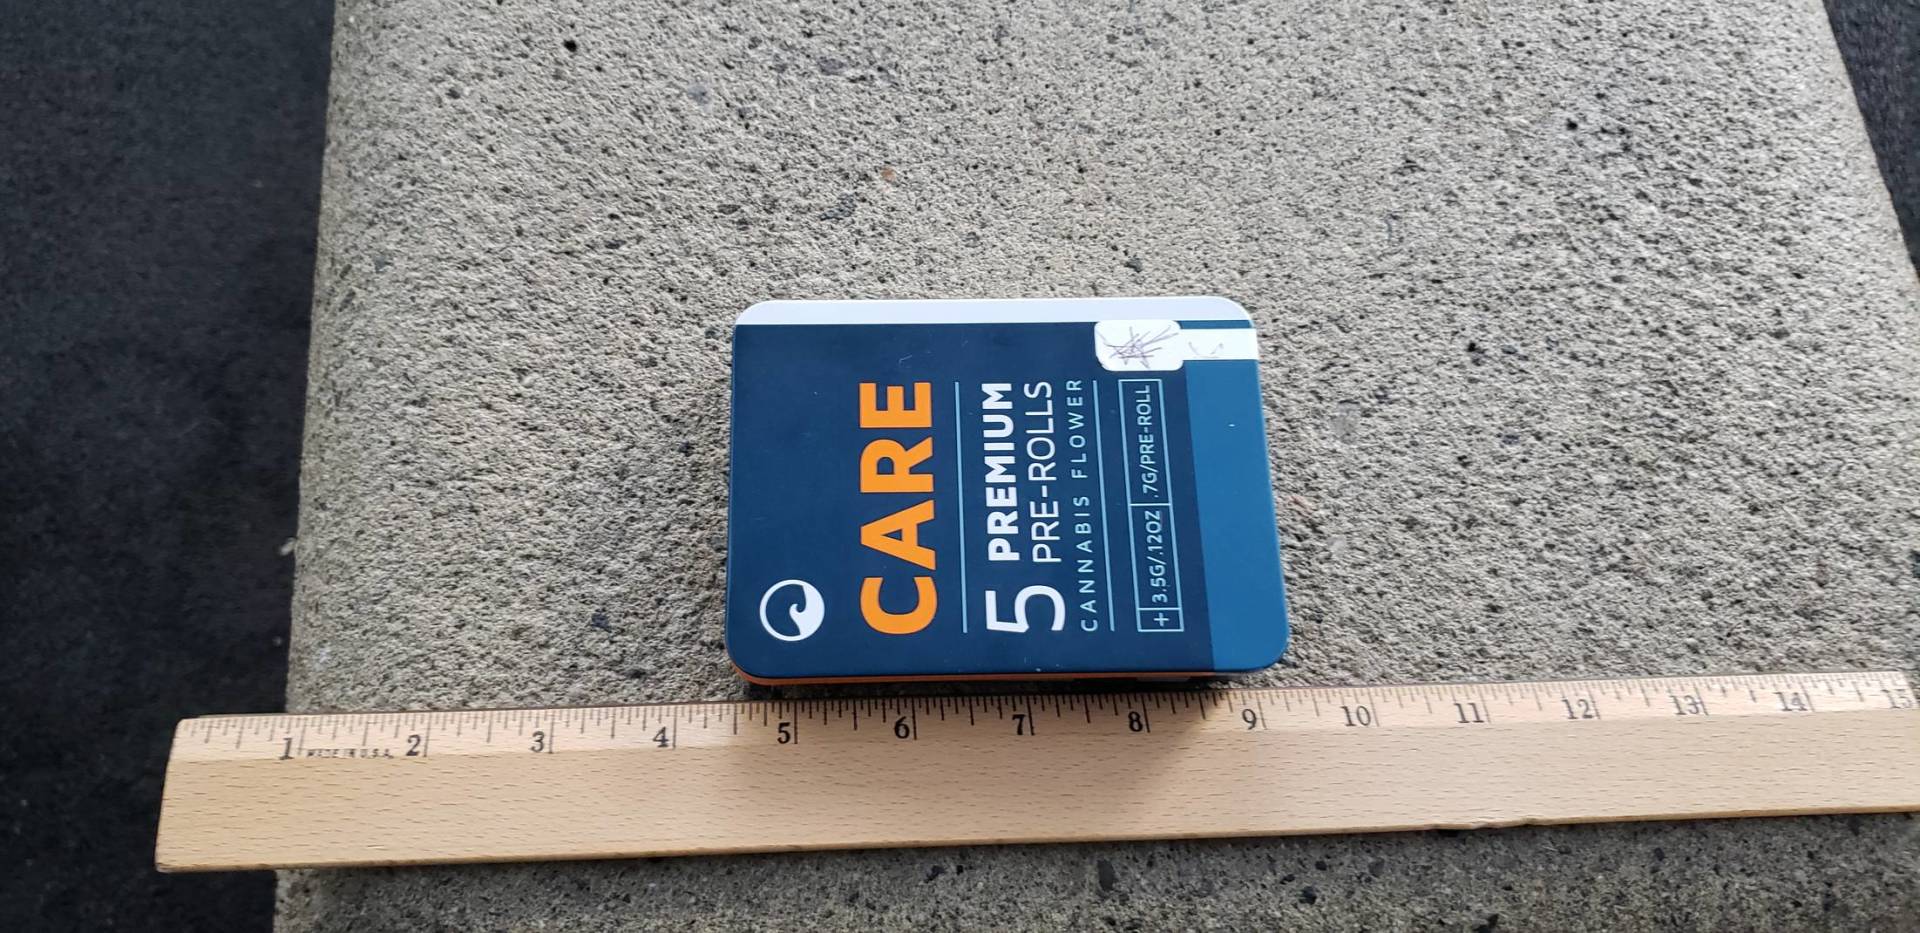 CARE
5 PREMIUM
PRE-ROLLS
CANNABIS FLOWER
+ 3.5G/.12OZ .7G/PRE-ROLL
1 2 3 4 5 6 7 8 9 10 11 12 13 14 15
MADE IN U.S.A.